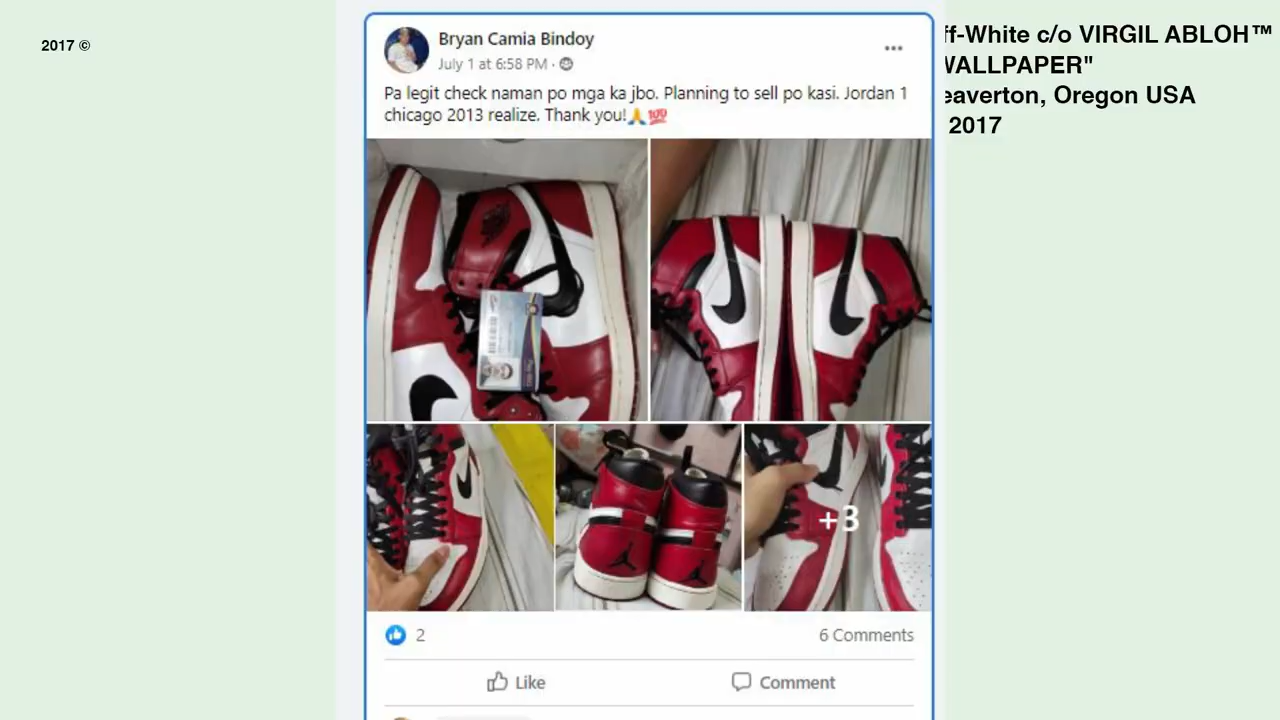 2017 ©
Bryan Camia Bindoy
July 1 at 6:58 PM ·
Pa legit check naman po mga ka jbo. Planning to sell po kasi. Jordan 1
chicago 2013 realize. Thank you!🙏💯
+3
2
6 Comments
Like
Comment
ff-White c/o VIRGIL ABLOH™
WALLPAPER"
eaverton, Oregon USA
2017